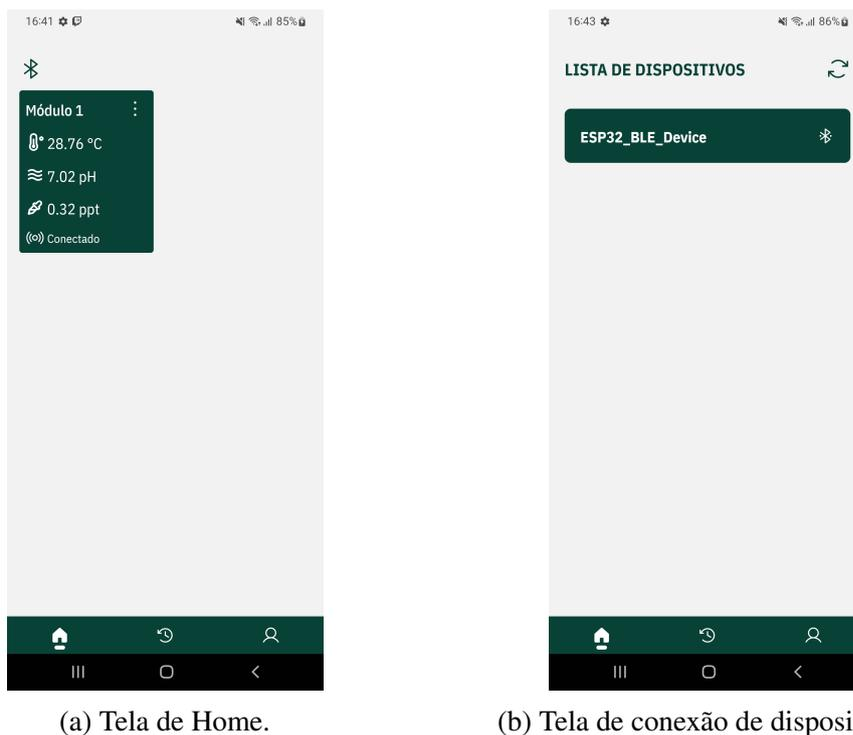 16:41 85%
Módulo 1
28.76 °C
7.02 pH
0.32 ppt
Conectado
(a) Tela de Home.
16:43 86%
LISTA DE DISPOSITIVOS
ESP32_BLE_Device
(b) Tela de conexão de